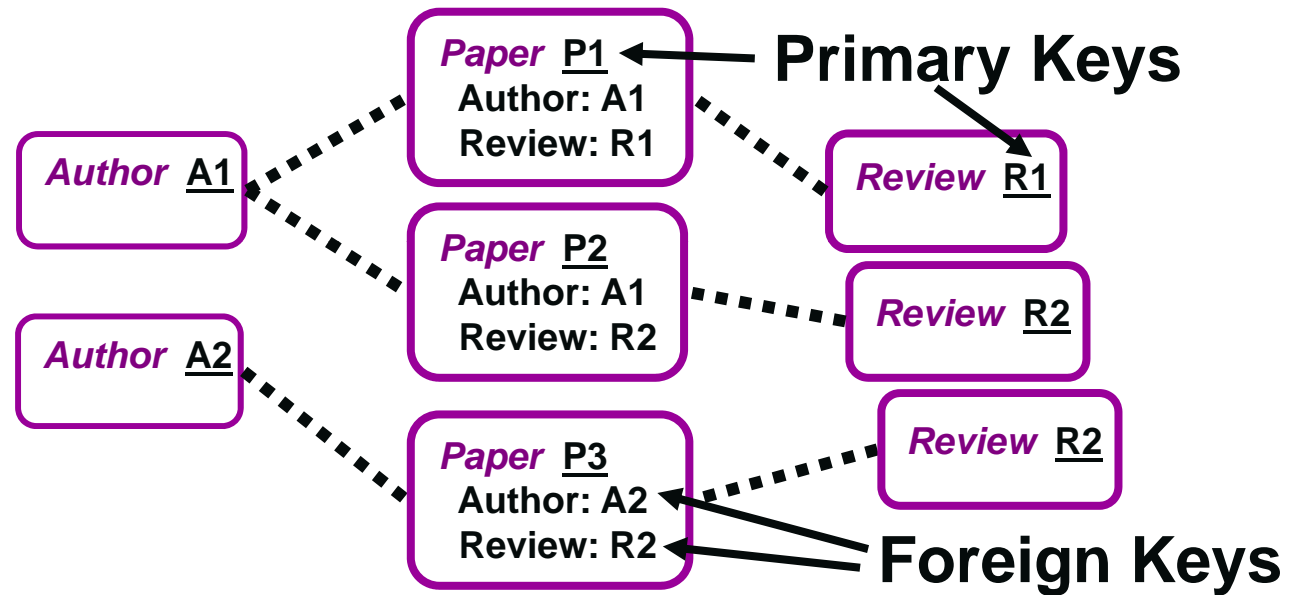 Paper P1
Author: A1
Review: R1
Primary Keys
Author A1
Review R1
Paper P2
Author: A1
Review: R2
Review R2
Author A2
Paper P3
Author: A2
Review: R2
Review R2
Foreign Keys